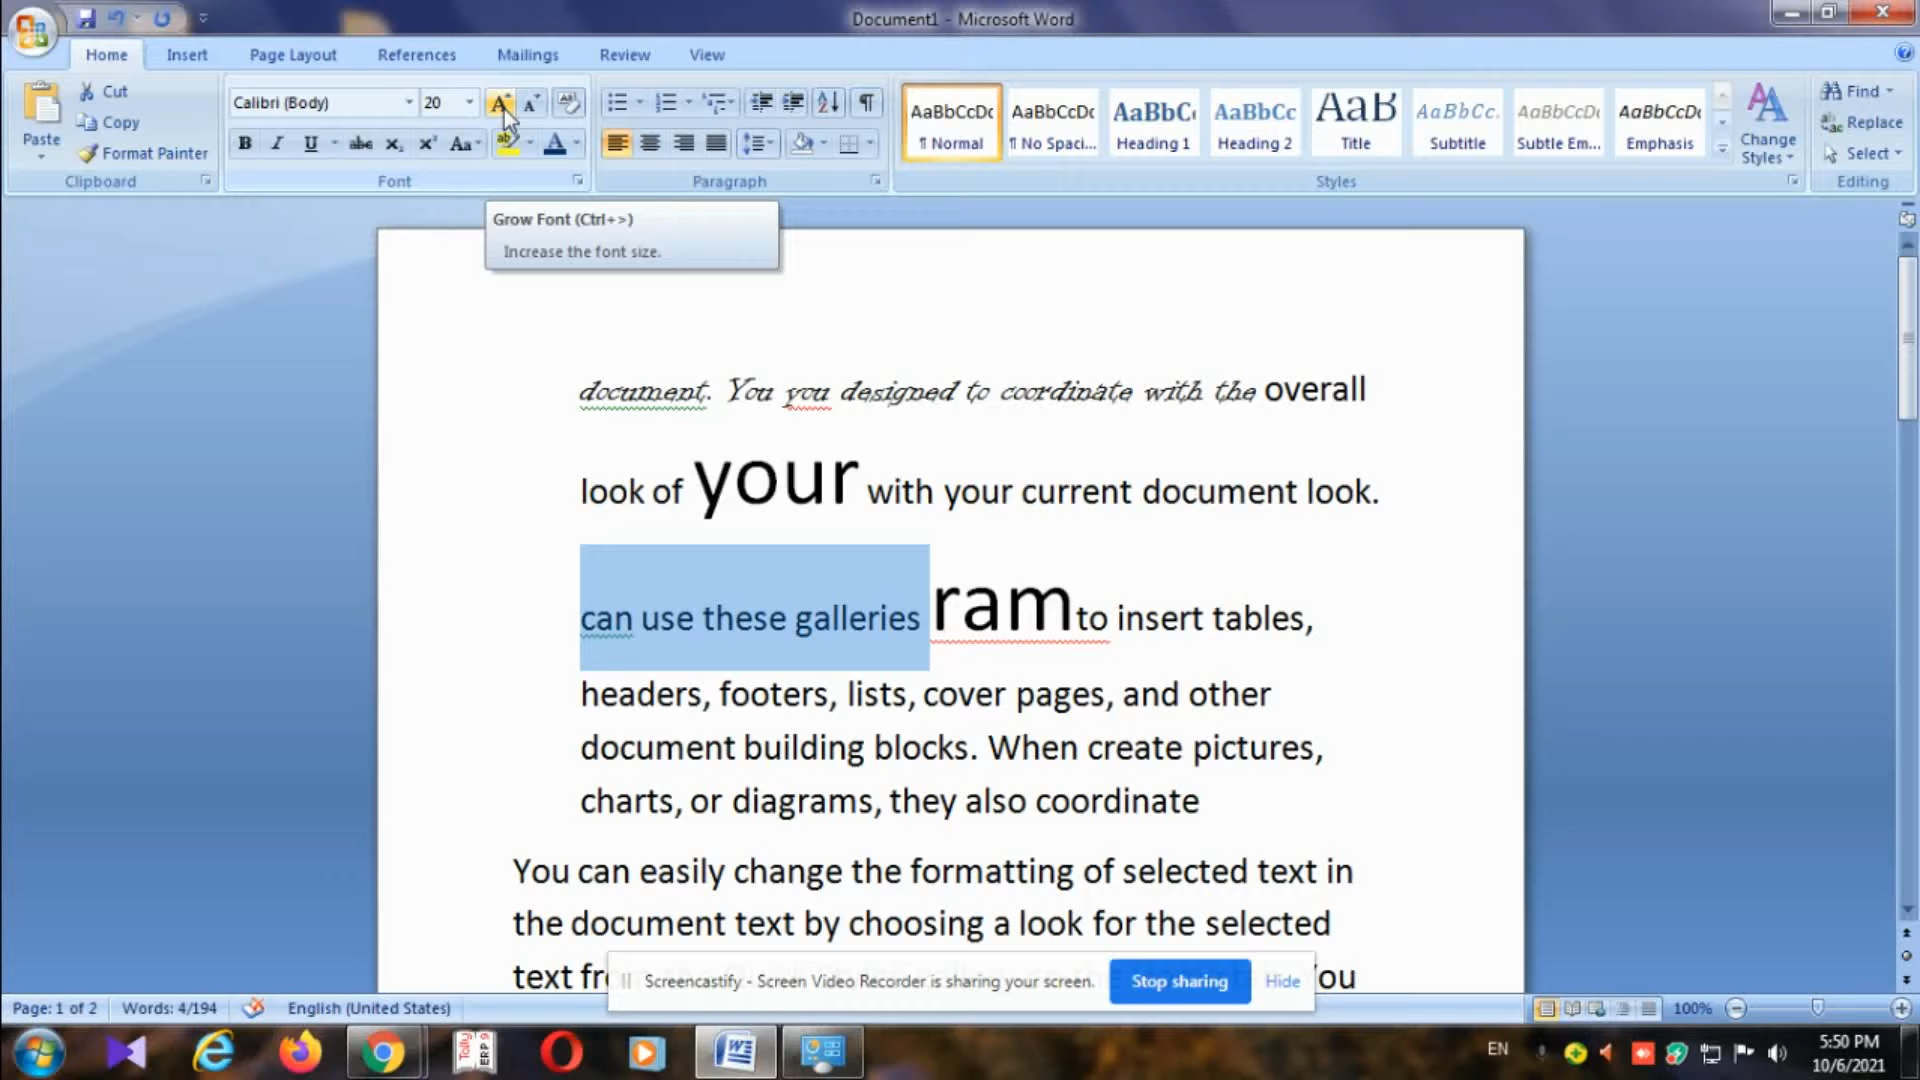 Document1 - Microsoft Word
Home Insert Page Layout References Mailings Review View
Paste
Cut
Copy
Format Painter
Clipboard
Calibri (Body) 20
Font
Paragraph
AaBbCcDc AaBbCcDc AaBbC AaBbCc AaB AaBbCc. AaBbCcDc AaBbCcDc
¶ Normal ¶ No Spaci... Heading 1 Heading 2 Title Subtitle Subtle Em... Emphasis
Change
Styles
Styles
Find
Replace
Select
Editing
Grow Font (Ctrl+>)
Increase the font size.
document. You you designed to coordinate with the overall
look of your with your current document look.
can use these galleries ram to insert tables,
headers, footers, lists, cover pages, and other
document building blocks. When create pictures,
charts, or diagrams, they also coordinate
You can easily change the formatting of selected text in
the document text by choosing a look for the selected
Screencastify - Screen Video Recorder is sharing your screen. Stop sharing Hide
Page: 1 of 2 Words: 4/194 English (United States) 100%
Tally
ERP 9
EN
5:50 PM
10/6/2021